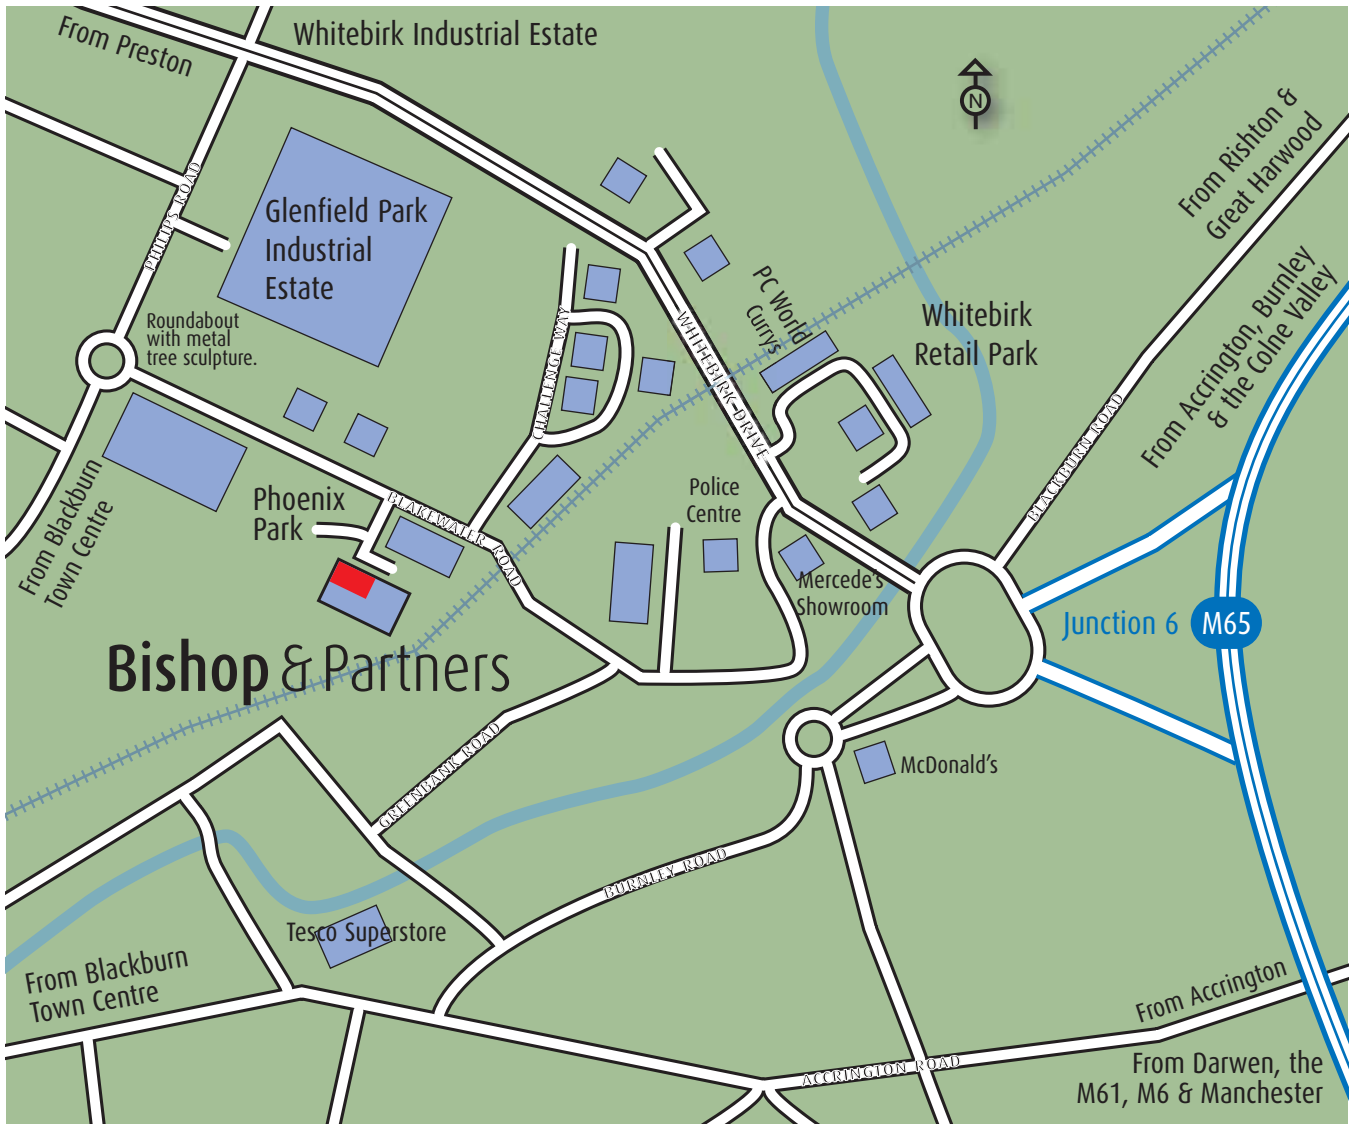 From Preston
Whitebirk Industrial Estate
N
From Rishton &
Great Harwood
PHILIPS ROAD
Glenfield Park
Industrial
Estate
From Accrington, Burnley
& the Colne Valley
PC World
Currys
Whitebirk
Retail Park
WHITEBIRK DRIVE
CHALLENGE WAY
Roundabout
with metal
tree sculpture.
BLACKBURN ROAD
From Blackburn
Town Centre
Phoenix
Park
BLAKEWATER ROAD
Police
Centre
Mercede's
Showroom
Junction 6
M65
Bishop & Partners
GREENBANK ROAD
McDonald's
BURNLEY ROAD
Tesco Superstore
From Blackburn
Town Centre
From Accrington
ACCRINGTON ROAD
From Darwen, the
M61, M6 & Manchester